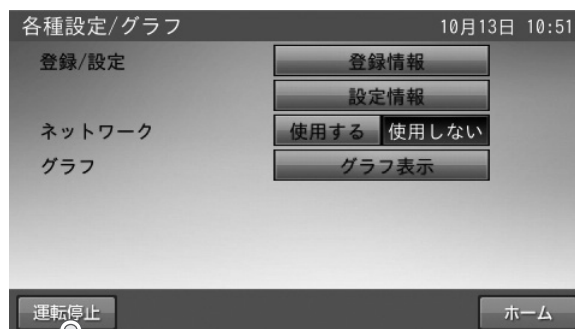 各種設定/グラフ 10月13日 10:51
登録/設定 登録情報
設定情報
ネットワーク 使用する 使用しない
グラフ グラフ表示
運転停止 ホーム